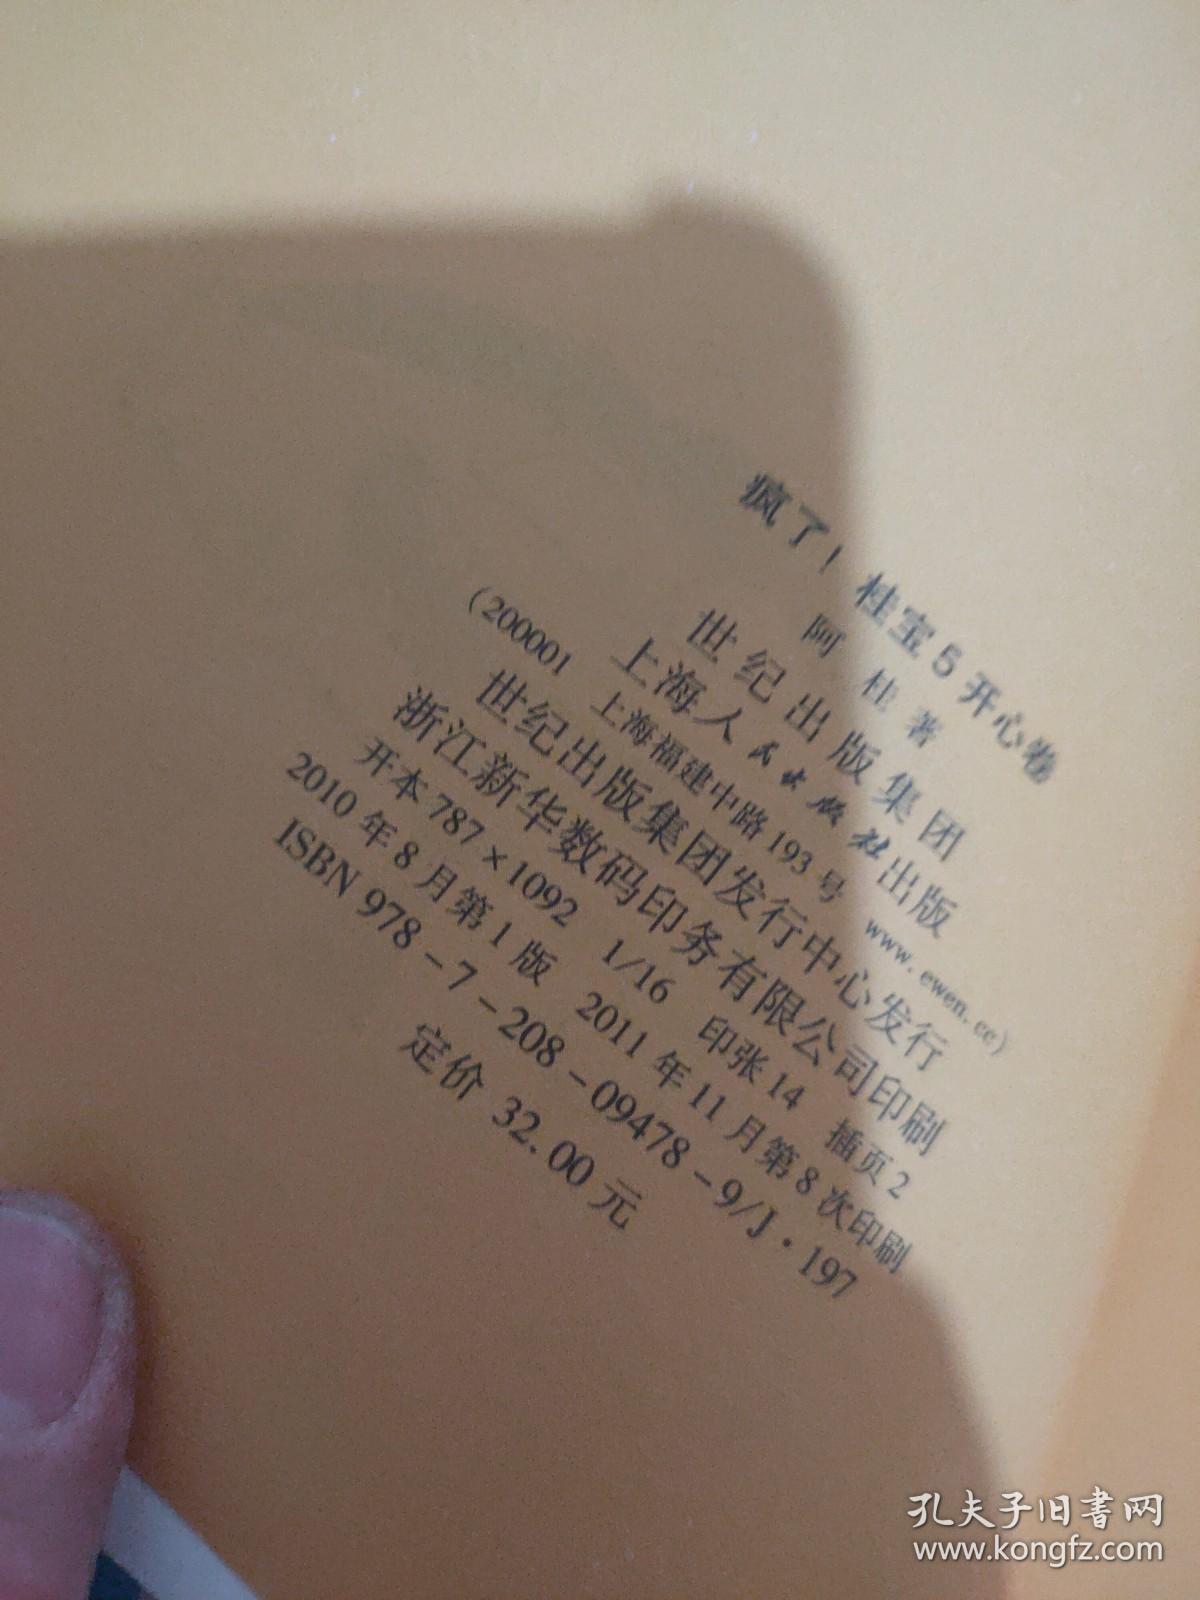 疯了！桂宝5开心卷
阿 桂 著
世纪出版集团
上海人民出版社出版
(200001 上海福建中路193号 www.ewen.cc)
世纪出版集团发行中心发行
浙江新华数码印务有限公司印刷
开本787×1092 1/16 印张14 插页2
2010年8月第1版 2011年11月第8次印刷
ISBN 978-7-208-09478-9/J·197
定价 32.00元
孔夫子旧书网
www.kongfz.com